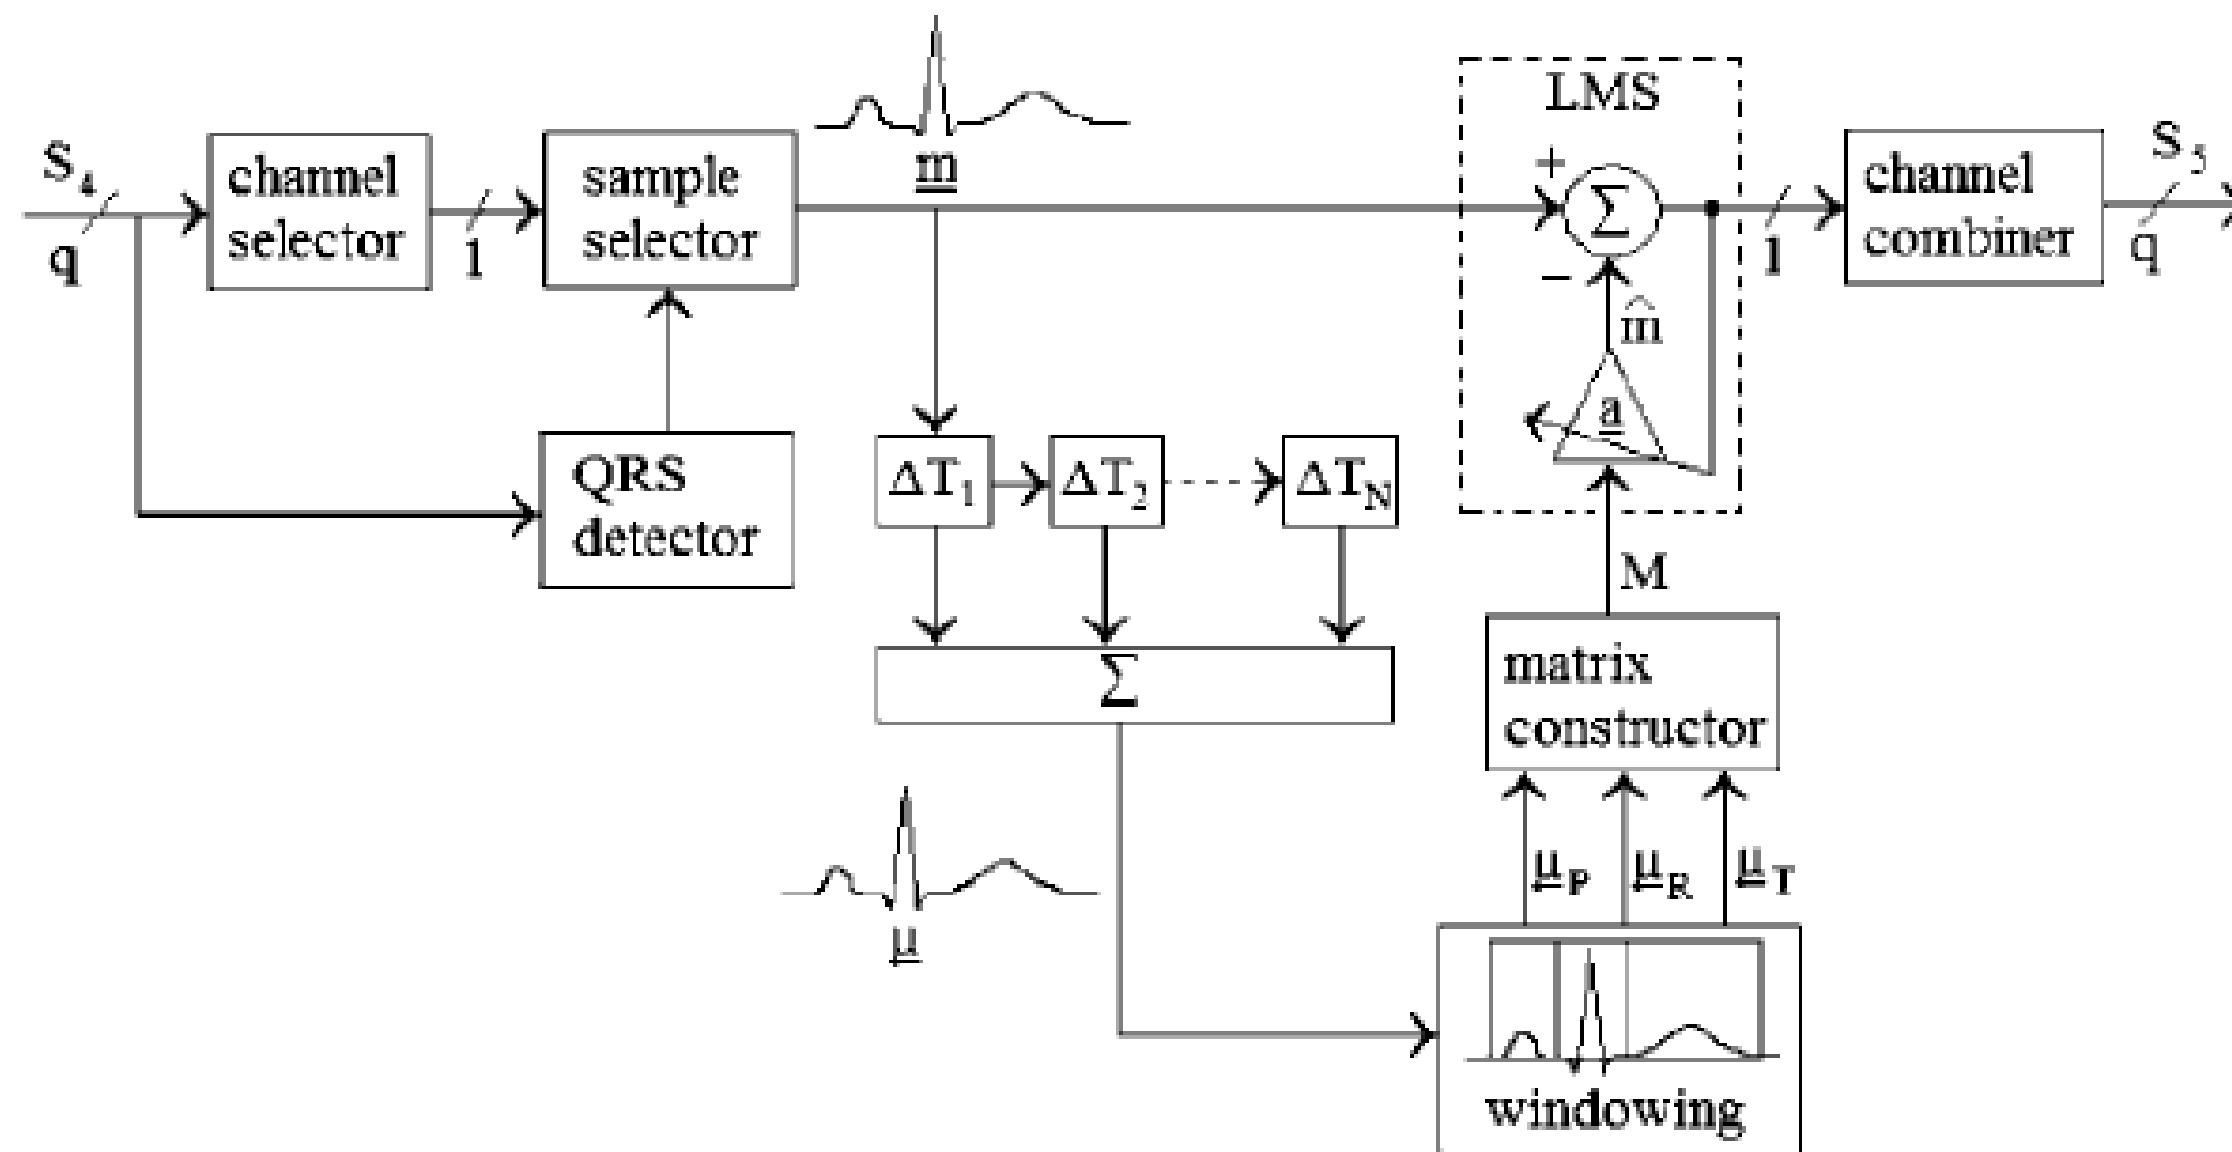 LMS
S4
q
channel
selector
1
sample
selector
m
+
Σ
−
1
channel
combiner
S5
q
m̂
a
QRS
detector
ΔT1
ΔT2
ΔTN
M
Σ
matrix
constructor
μP
μR
μT
μ
windowing